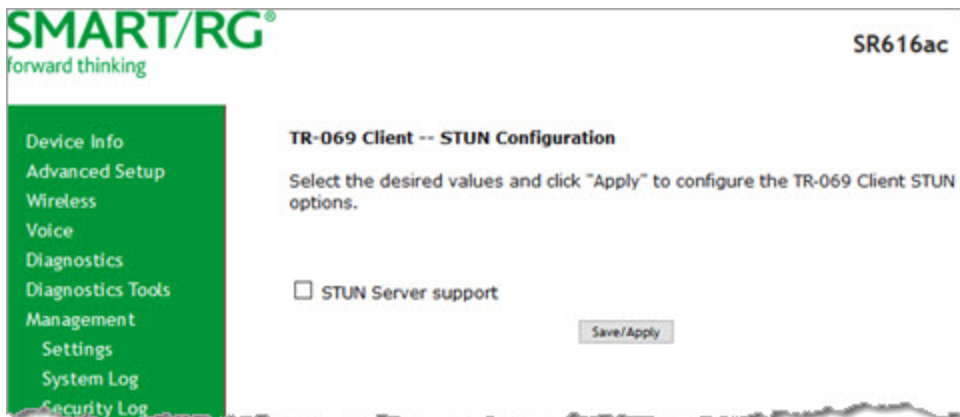 SMART/RG®
forward thinking
SR616ac
Device Info
Advanced Setup
Wireless
Voice
Diagnostics
Diagnostics Tools
Management
Settings
System Log
Security Log
TR-069 Client -- STUN Configuration
Select the desired values and click "Apply" to configure the TR-069 Client STUN
options.
STUN Server support
Save/Apply